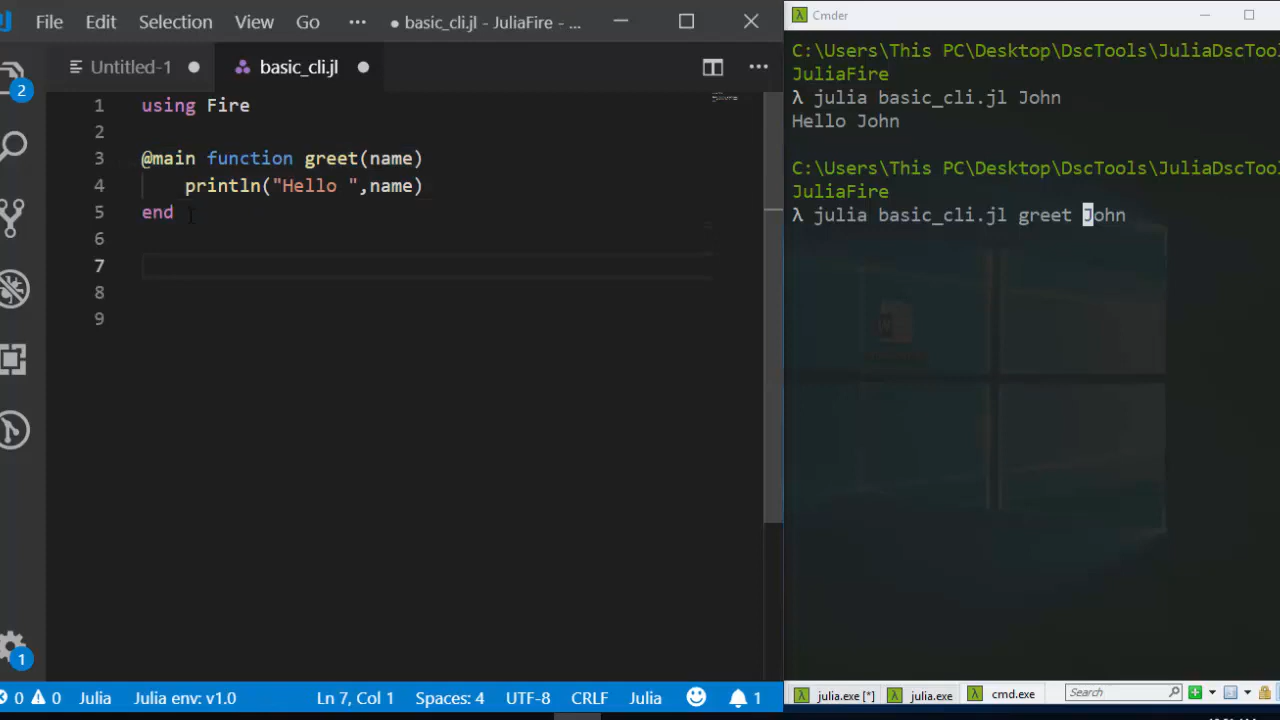 File Edit Selection View Go ••• ● basic_cli.jl - JuliaFire - ...
Untitled-1 ● basic_cli.jl ●
2
1 using Fire
2
3 @main function greet(name)
4 println("Hello ",name)
5 end
6
7
8
9
1
0 0 Julia Julia env: v1.0 Ln 7, Col 1 Spaces: 4 UTF-8 CRLF Julia 1
Cmder
C:\Users\This PC\Desktop\DscTools\JuliaDscTool
JuliaFire
λ julia basic_cli.jl John
Hello John
C:\Users\This PC\Desktop\DscTools\JuliaDscTool
JuliaFire
λ julia basic_cli.jl greet John
julia.exe [*] julia.exe cmd.exe Search